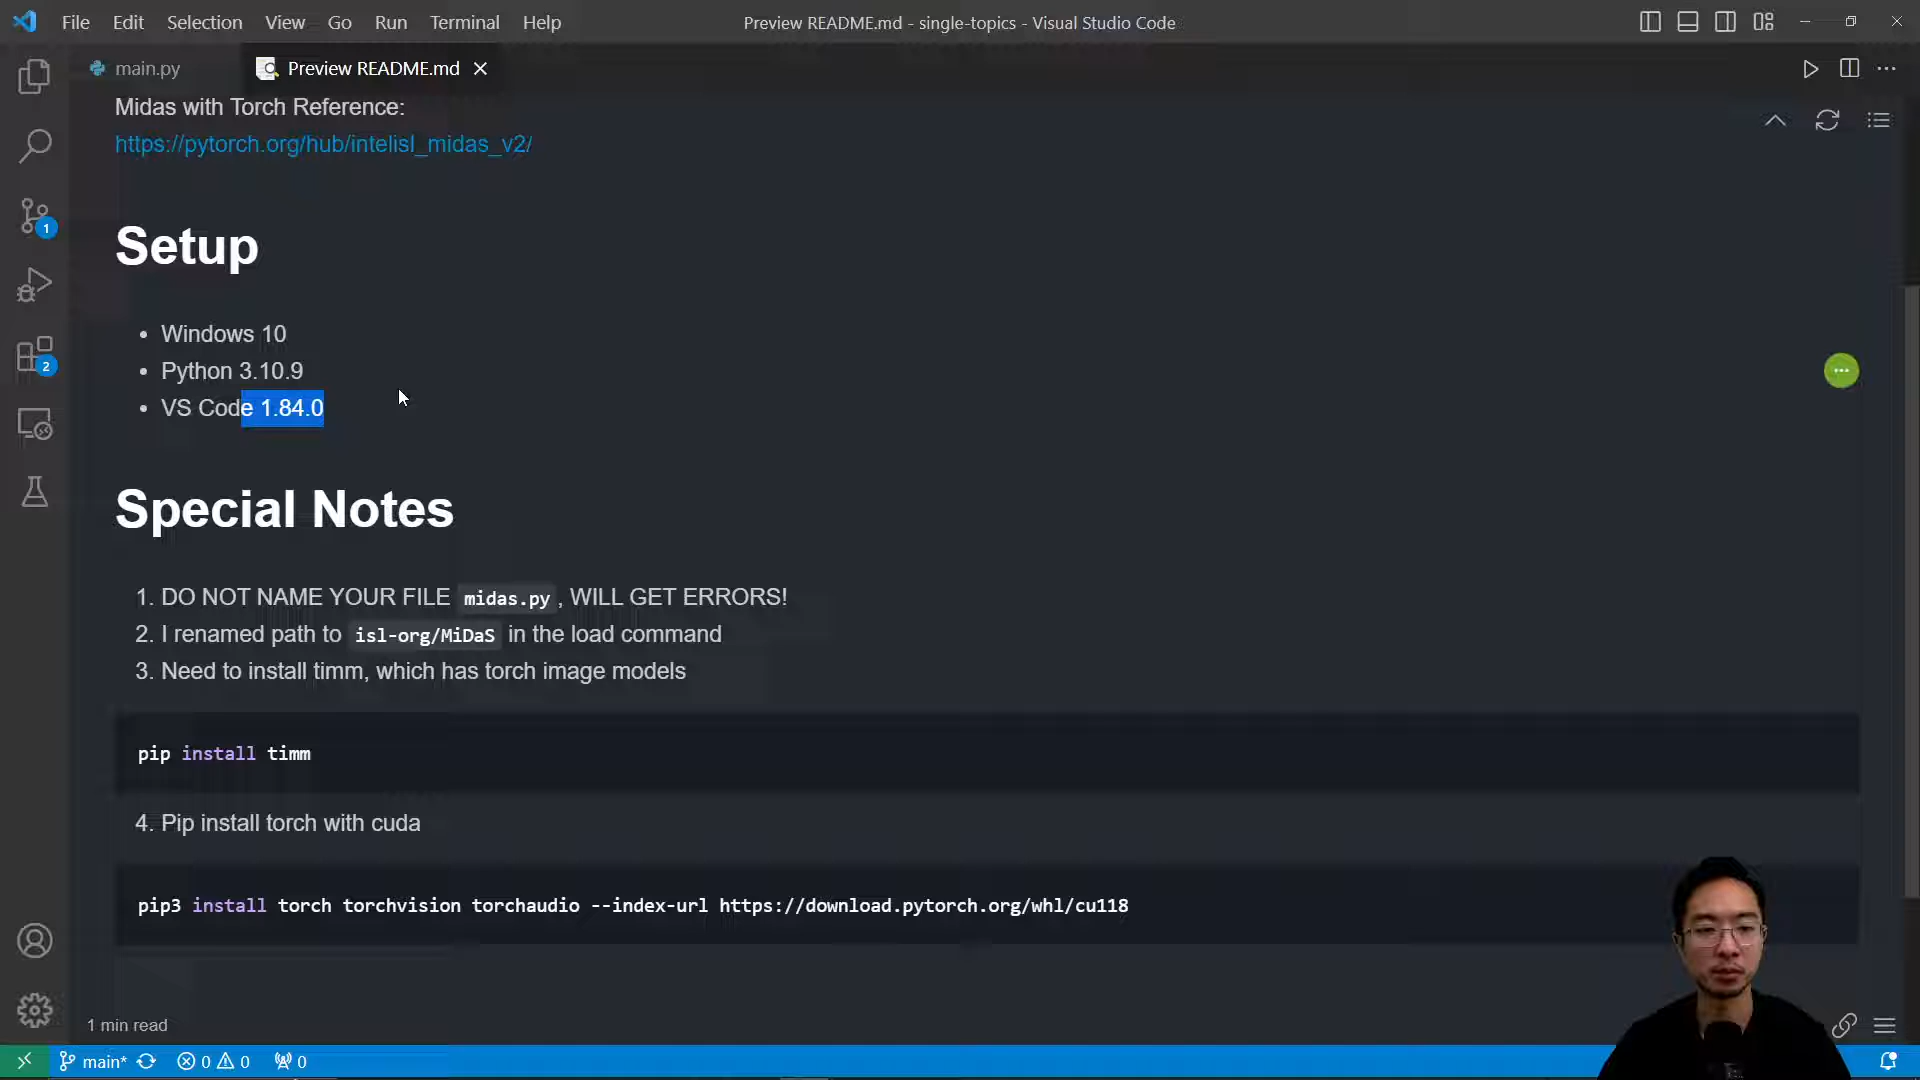 File Edit Selection View Go Run Terminal Help
Preview README.md - single-topics - Visual Studio Code
main.py
Preview README.md
Midas with Torch Reference:
https://pytorch.org/hub/intelisl_midas_v2/
Setup
• Windows 10
• Python 3.10.9
• VS Code 1.84.0
Special Notes
1. DO NOT NAME YOUR FILE midas.py , WILL GET ERRORS!
2. I renamed path to isl-org/MiDaS in the load command
3. Need to install timm, which has torch image models
pip install timm
4. Pip install torch with cuda
pip3 install torch torchvision torchaudio --index-url https://download.pytorch.org/whl/cu118
1
2
1 min read
main* 0 0 0